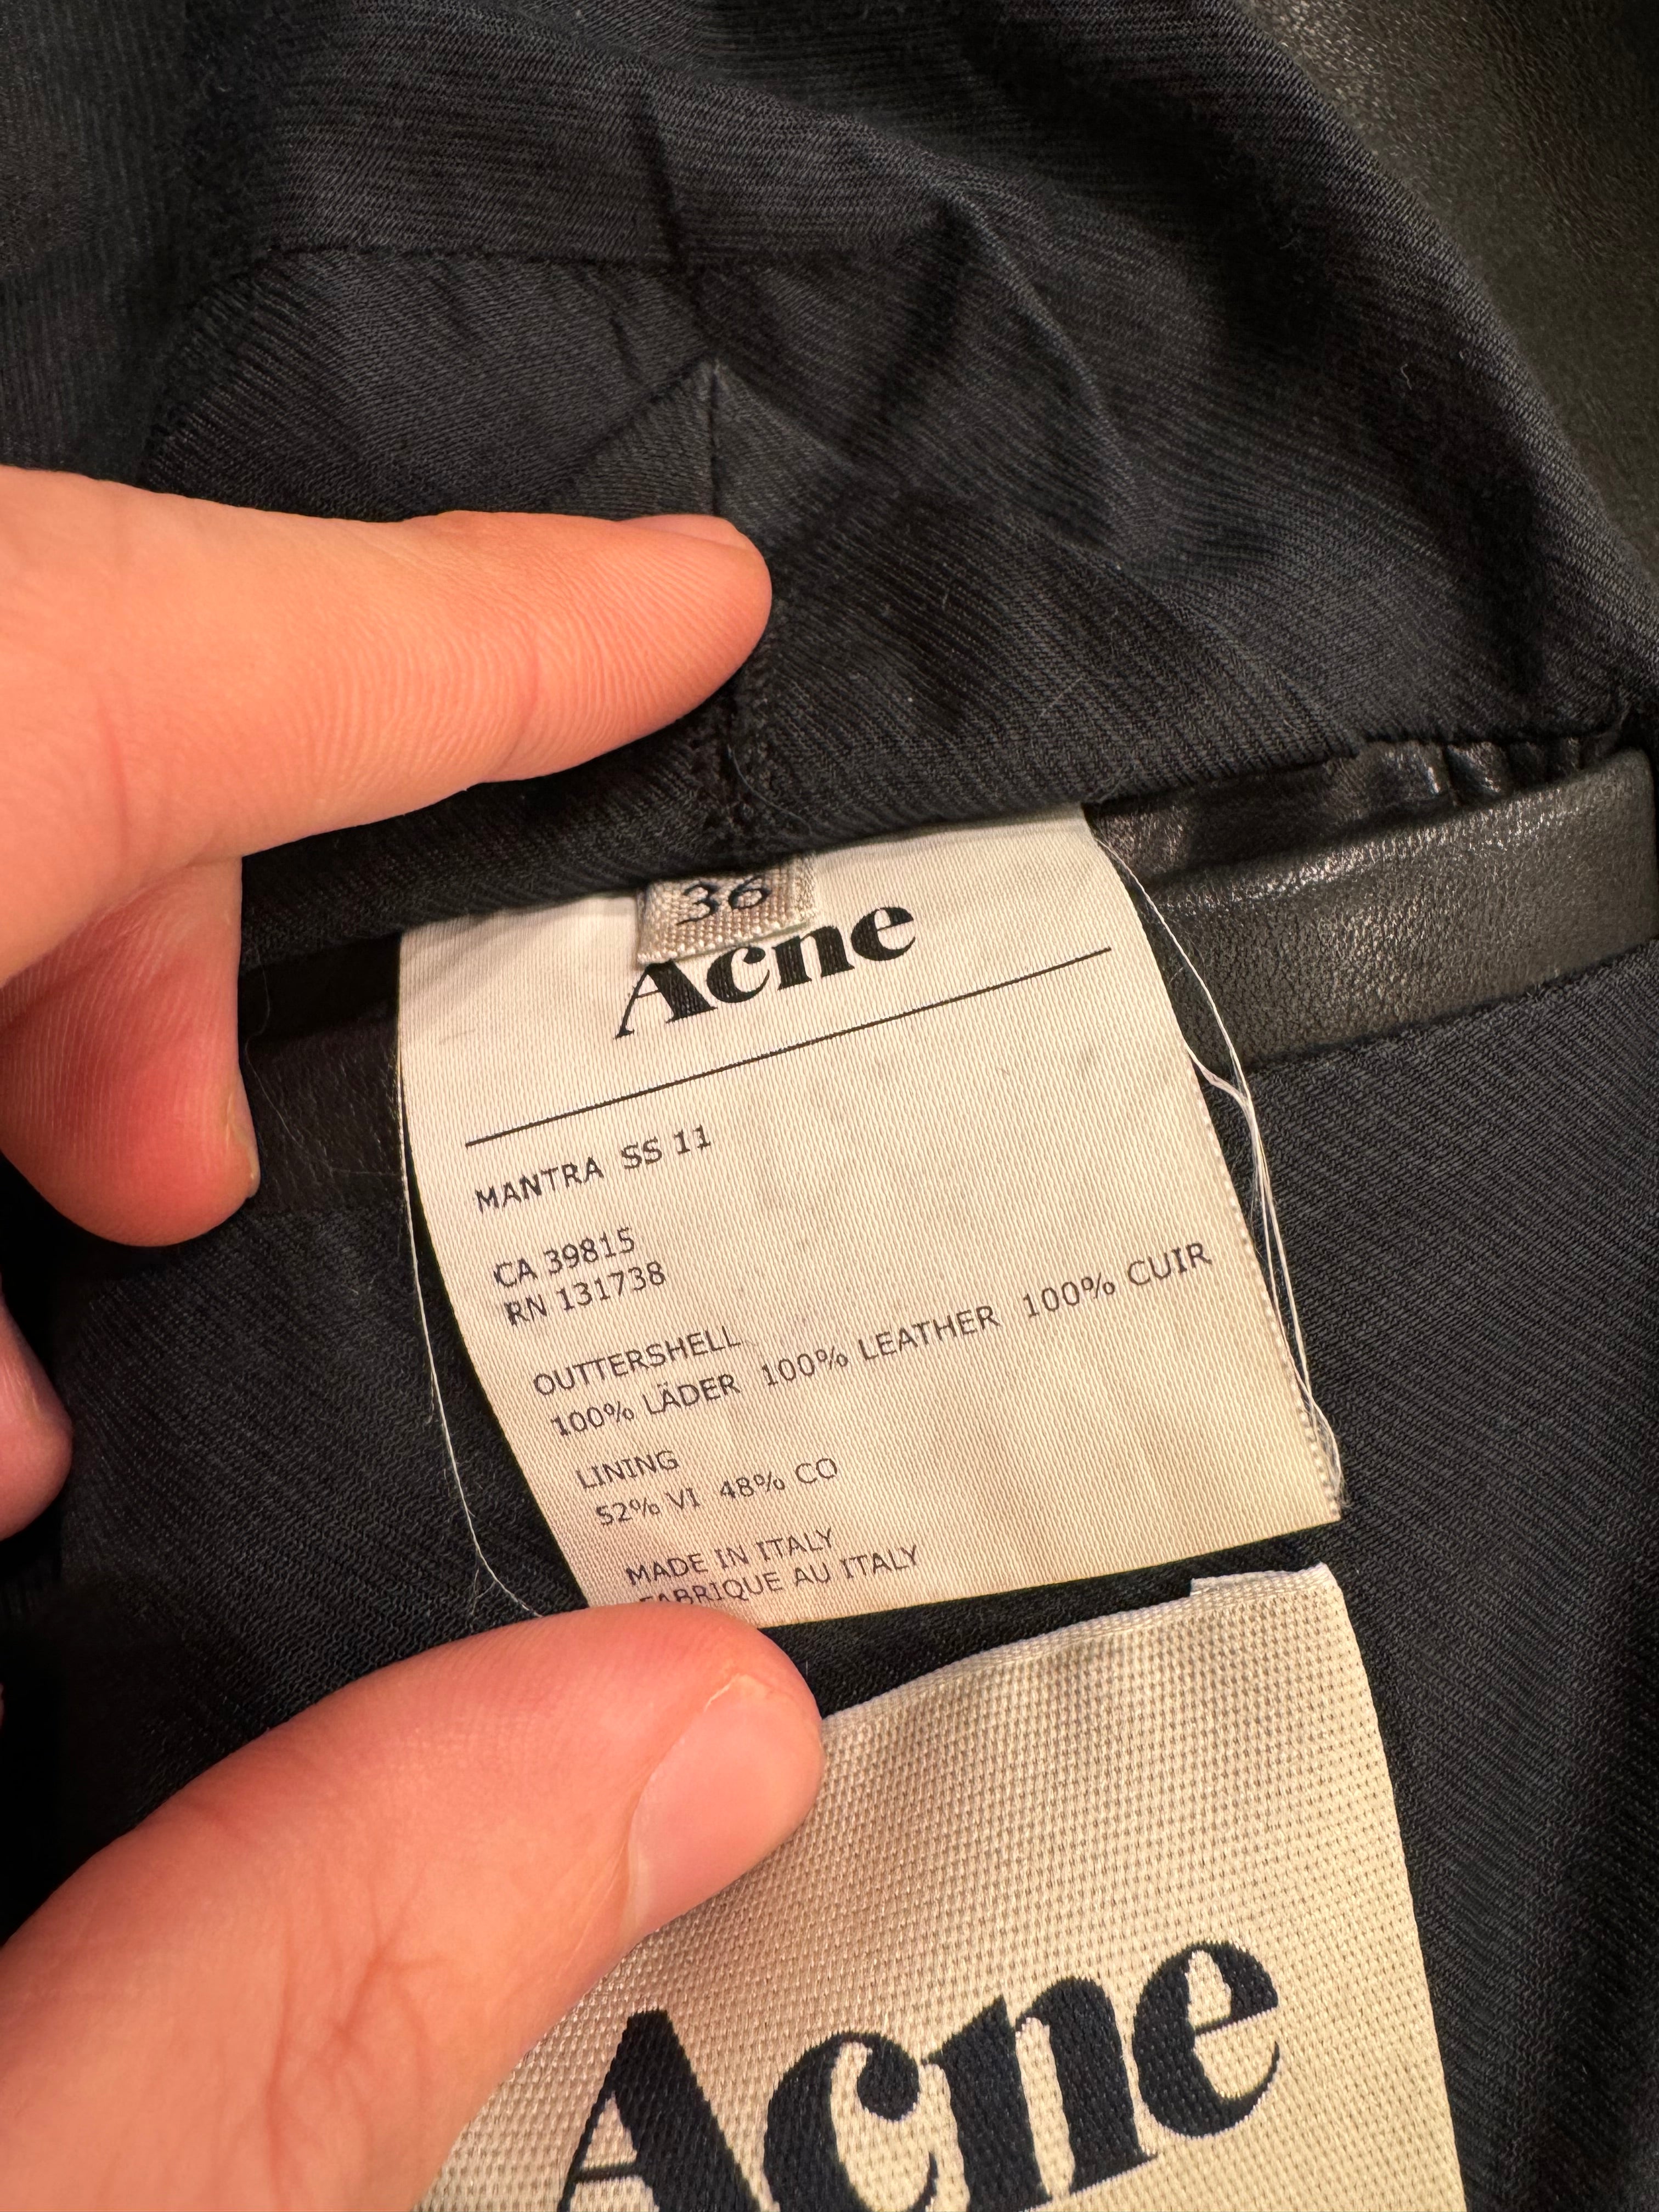 36
Acne
MANTRA SS 11
CA 39815
RN 131738
OUTTERSHELL
100% LÄDER 100% LEATHER 100% CUIR
LINING
52% VI 48% CO
MADE IN ITALY
FABRIQUE AU ITALY
Acne